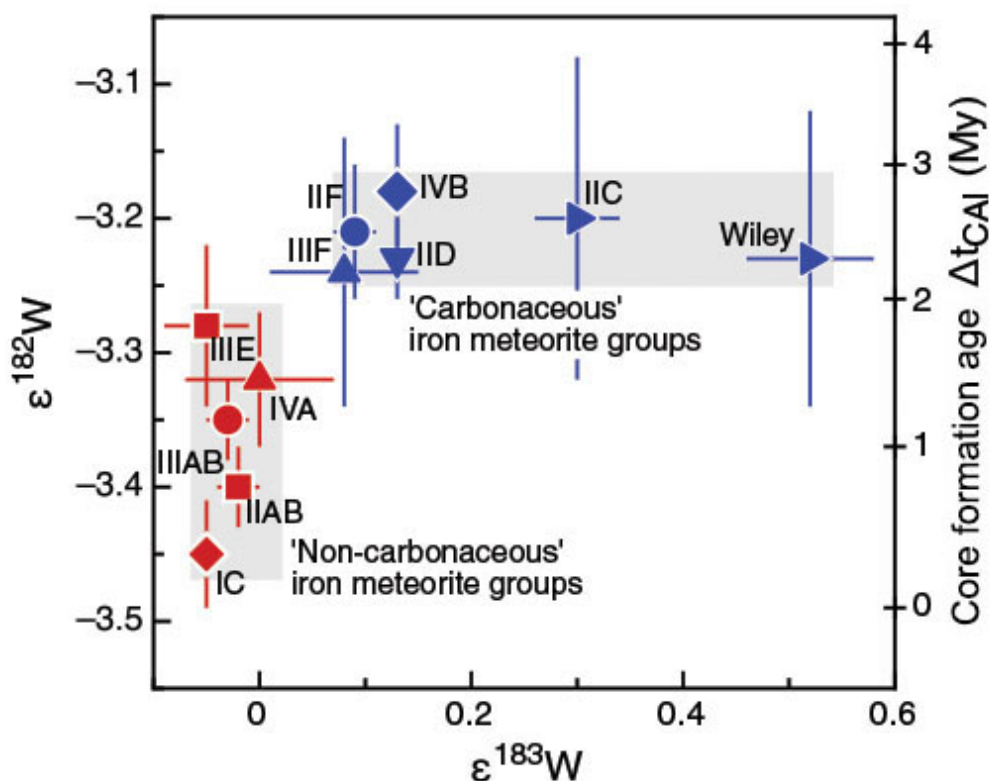 −3.1
−3.2
−3.3
−3.4
−3.5
ε182W
4
3
2
1
0
Core formation age ΔtCAI (My)
IIF
IVB
IIC
IIIF
IID
Wiley
'Carbonaceous'
iron meteorite groups
IIIE
IVA
IIIAB
IIAB
'Non-carbonaceous'
iron meteorite groups
IC
0
0.2
0.4
0.6
ε183W